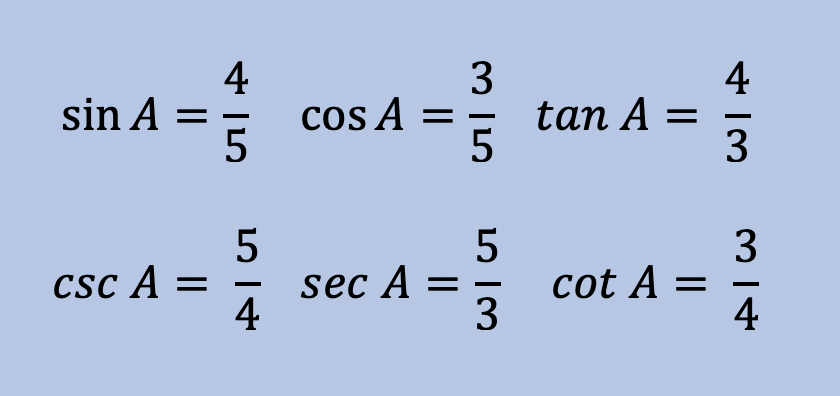 sin A = 4/5 cos A = 3/5 tan A = 4/3
csc A = 5/4 sec A = 5/3 cot A = 3/4